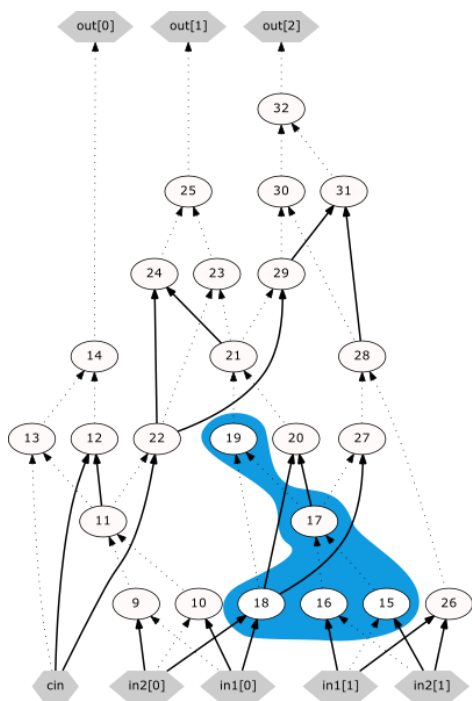 out[0] out[1] out[2]
32
25 30 31
24 23 29
14 21 28
13 12 22 19 20 27
11 17
9 10 18 16 15 26
cin in2[0] in1[0] in1[1] in2[1]